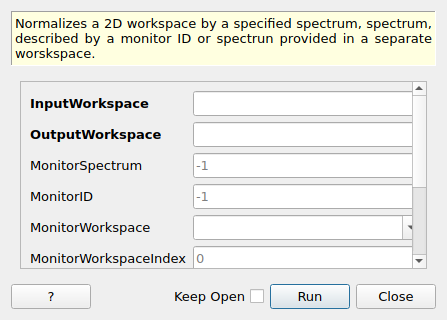 Normalizes a 2D workspace by a specified spectrum, spectrum,
described by a monitor ID or spectrun provided in a separate
worskspace.
InputWorkspace
OutputWorkspace
MonitorSpectrum -1
MonitorID -1
MonitorWorkspace
MonitorWorkspaceIndex 0
? Keep Open Run Close